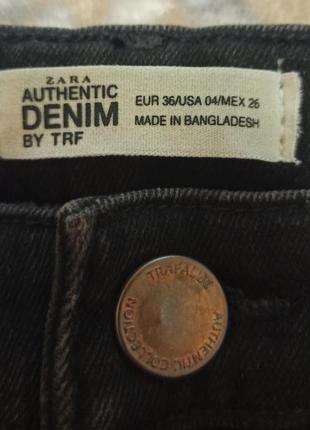 ZARA
AUTHENTIC
DENIM
BY TRF
EUR 36/USA 04/MEX 26
MADE IN BANGLADESH
TRAFALUC
AUTHENTIC COLLECTION